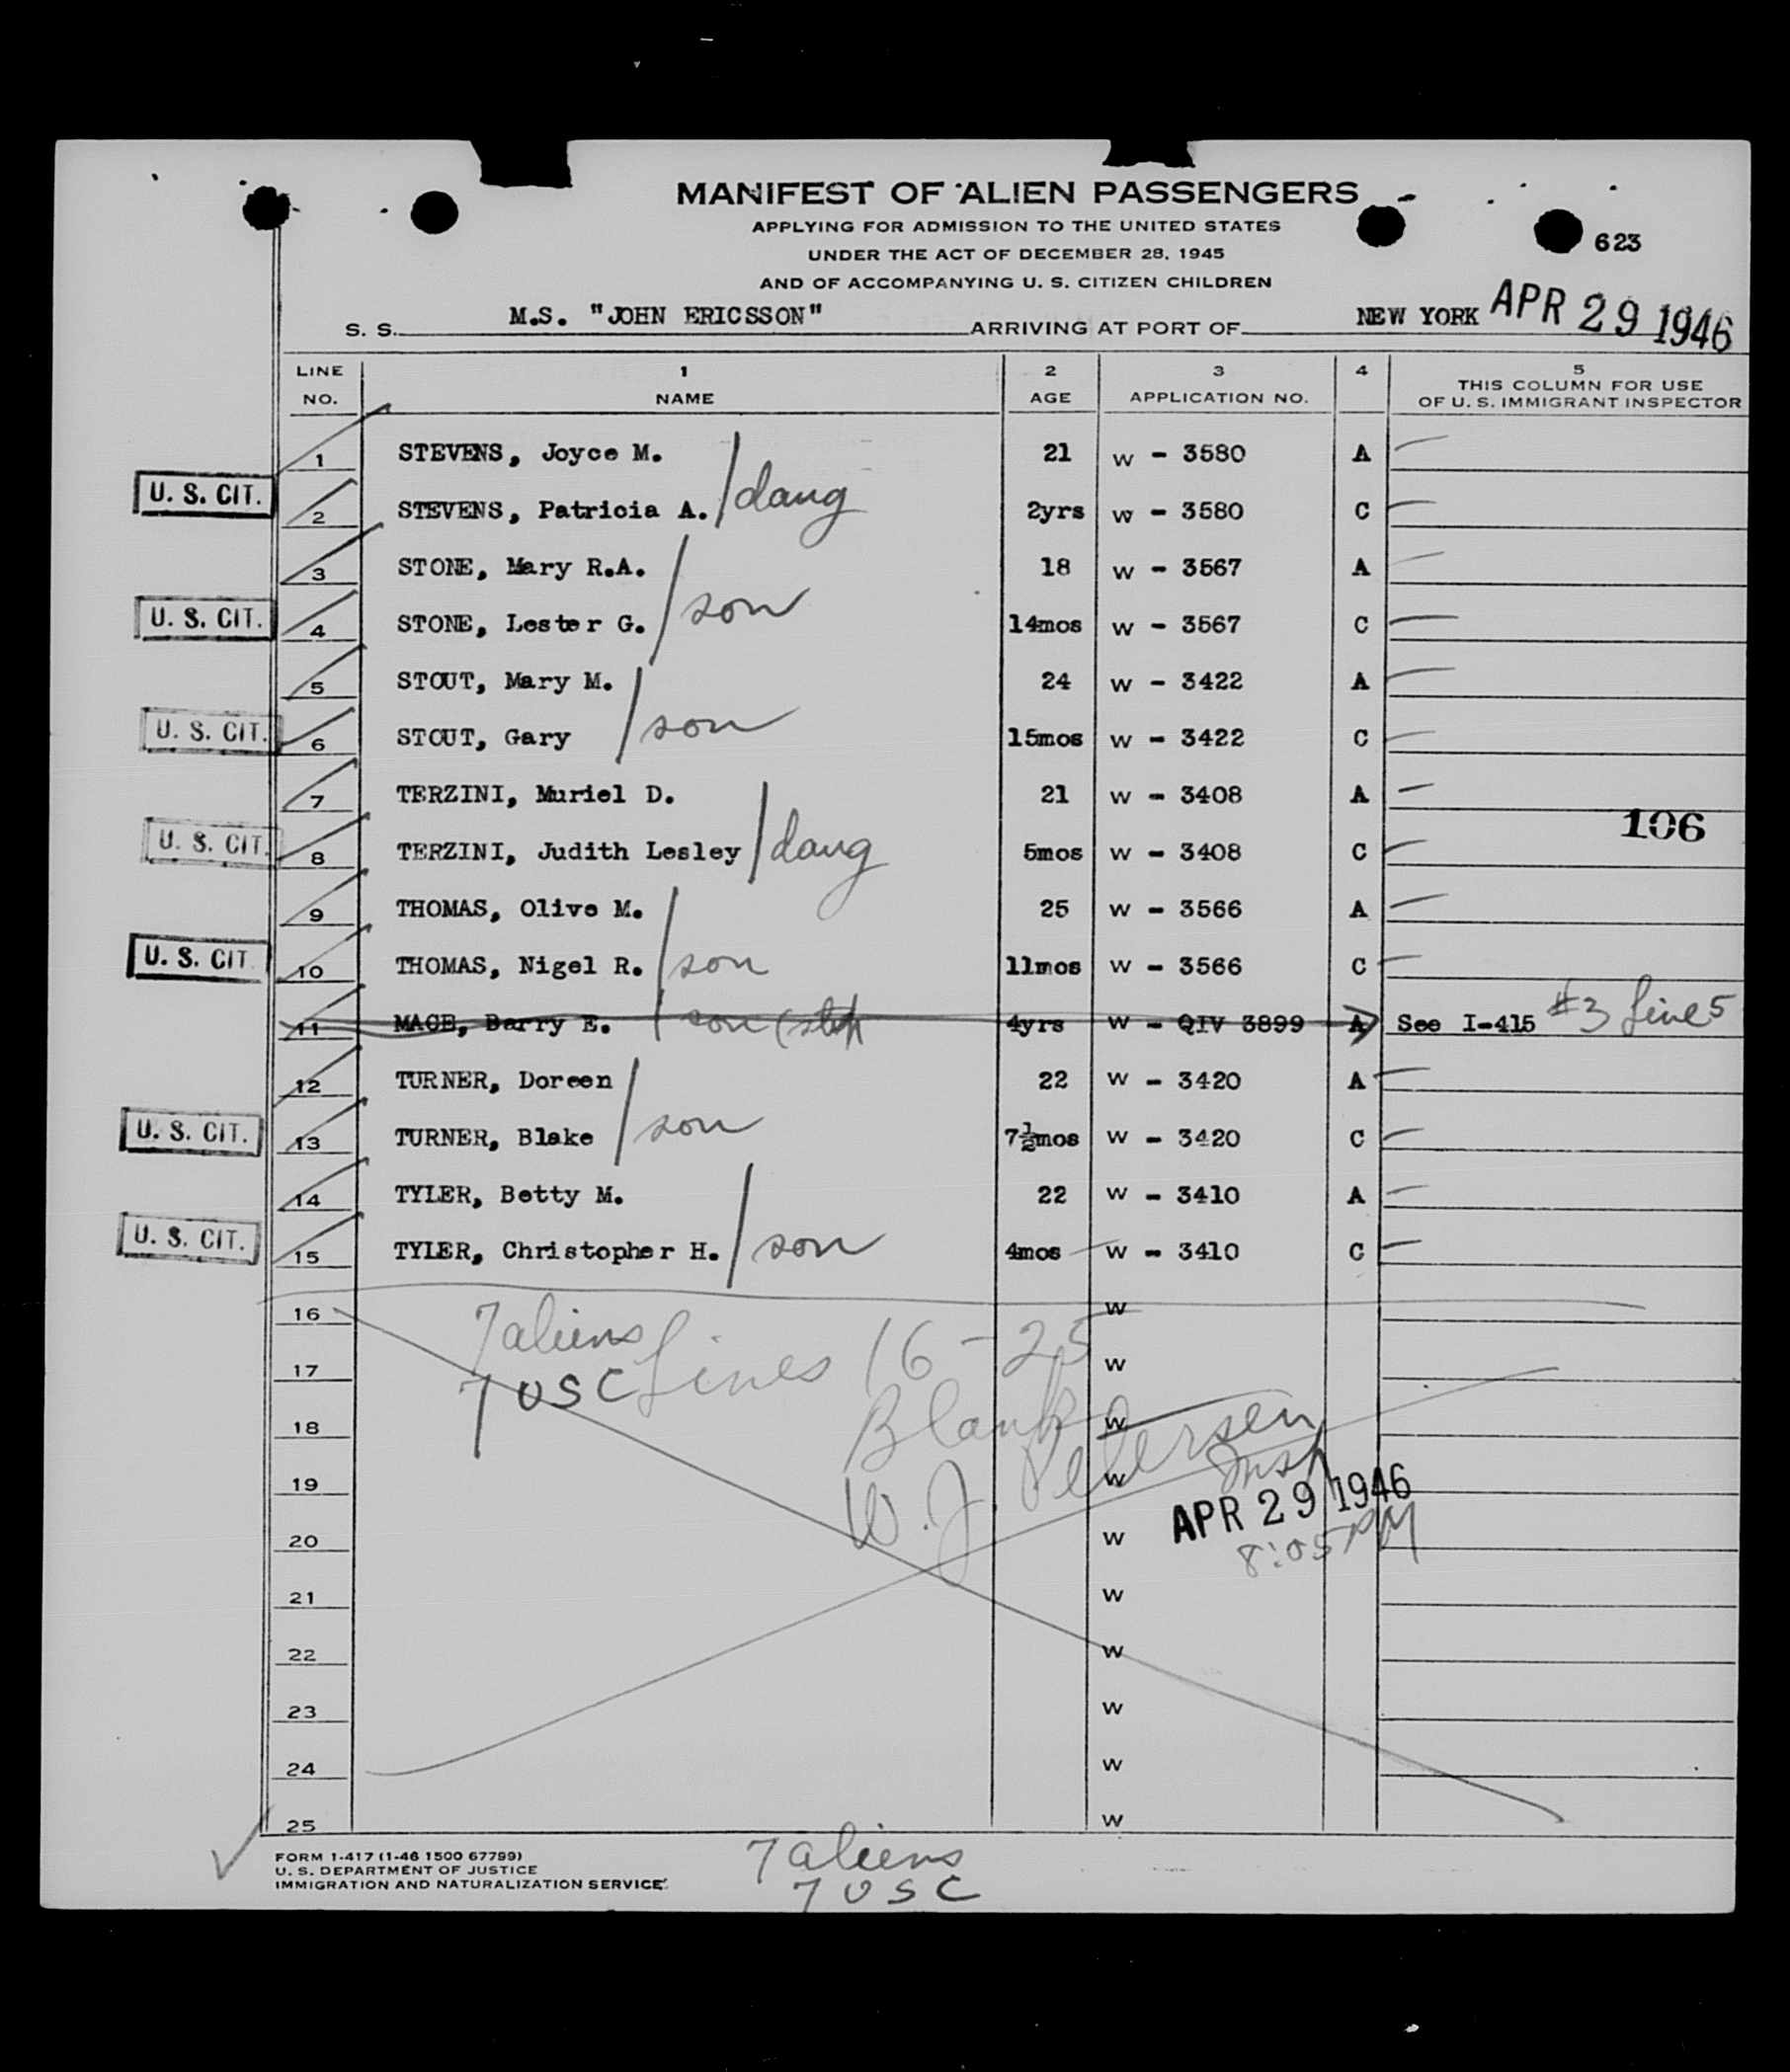 MANIFEST OF ALIEN PASSENGERS
APPLYING FOR ADMISSION TO THE UNITED STATES
UNDER THE ACT OF DECEMBER 28, 1945
AND OF ACCOMPANYING U. S. CITIZEN CHILDREN
623
S. S. M.S. "JOHN ERICSSON" ARRIVING AT PORT OF NEW YORK APR 29 1946
LINE NO. 1 NAME 2 AGE 3 APPLICATION NO. 4 5 THIS COLUMN FOR USE OF U. S. IMMIGRANT INSPECTOR
1 STEVENS, Joyce M. 21 W - 3580 A
U. S. CIT. 2 STEVENS, Patricia A. / daug 2yrs W - 3580 C
3 STONE, Mary R.A. 18 W - 3567 A
U. S. CIT. 4 STONE, Lester G. / son 14mos W - 3567 C
5 STOUT, Mary M. 24 W - 3422 A
U. S. CIT. 6 STOUT, Gary / son 15mos W - 3422 C
7 TERZINI, Muriel D. 21 W - 3408 A
106
U. S. CIT. 8 TERZINI, Judith Lesley / daug 5mos W - 3408 C
9 THOMAS, Olive M. 25 W - 3566 A
U. S. CIT. 10 THOMAS, Nigel R. / son 11mos W - 3566 C
11 MAGE, Barry E. / son (step 4yrs W - QIV 3899 A See I-415 #3 Line 5
12 TURNER, Doreen 22 W - 3420 A
U. S. CIT. 13 TURNER, Blake / son 7½mos W - 3420 C
14 TYLER, Betty M. 22 W - 3410 A
U. S. CIT. 15 TYLER, Christopher H. / son 4mos W - 3410 C
16 W
7 aliens
7 USC Lines 16-25
17 W
Blank
18 W
W. J. Petersen
Insp
19 W
APR 29 1946
20 W
8:05 PM
21 W
22 W
23 W
24 W
25 W
FORM I-417 (1-46 1500 67799)
U. S. DEPARTMENT OF JUSTICE
IMMIGRATION AND NATURALIZATION SERVICE
7 aliens
7 USC